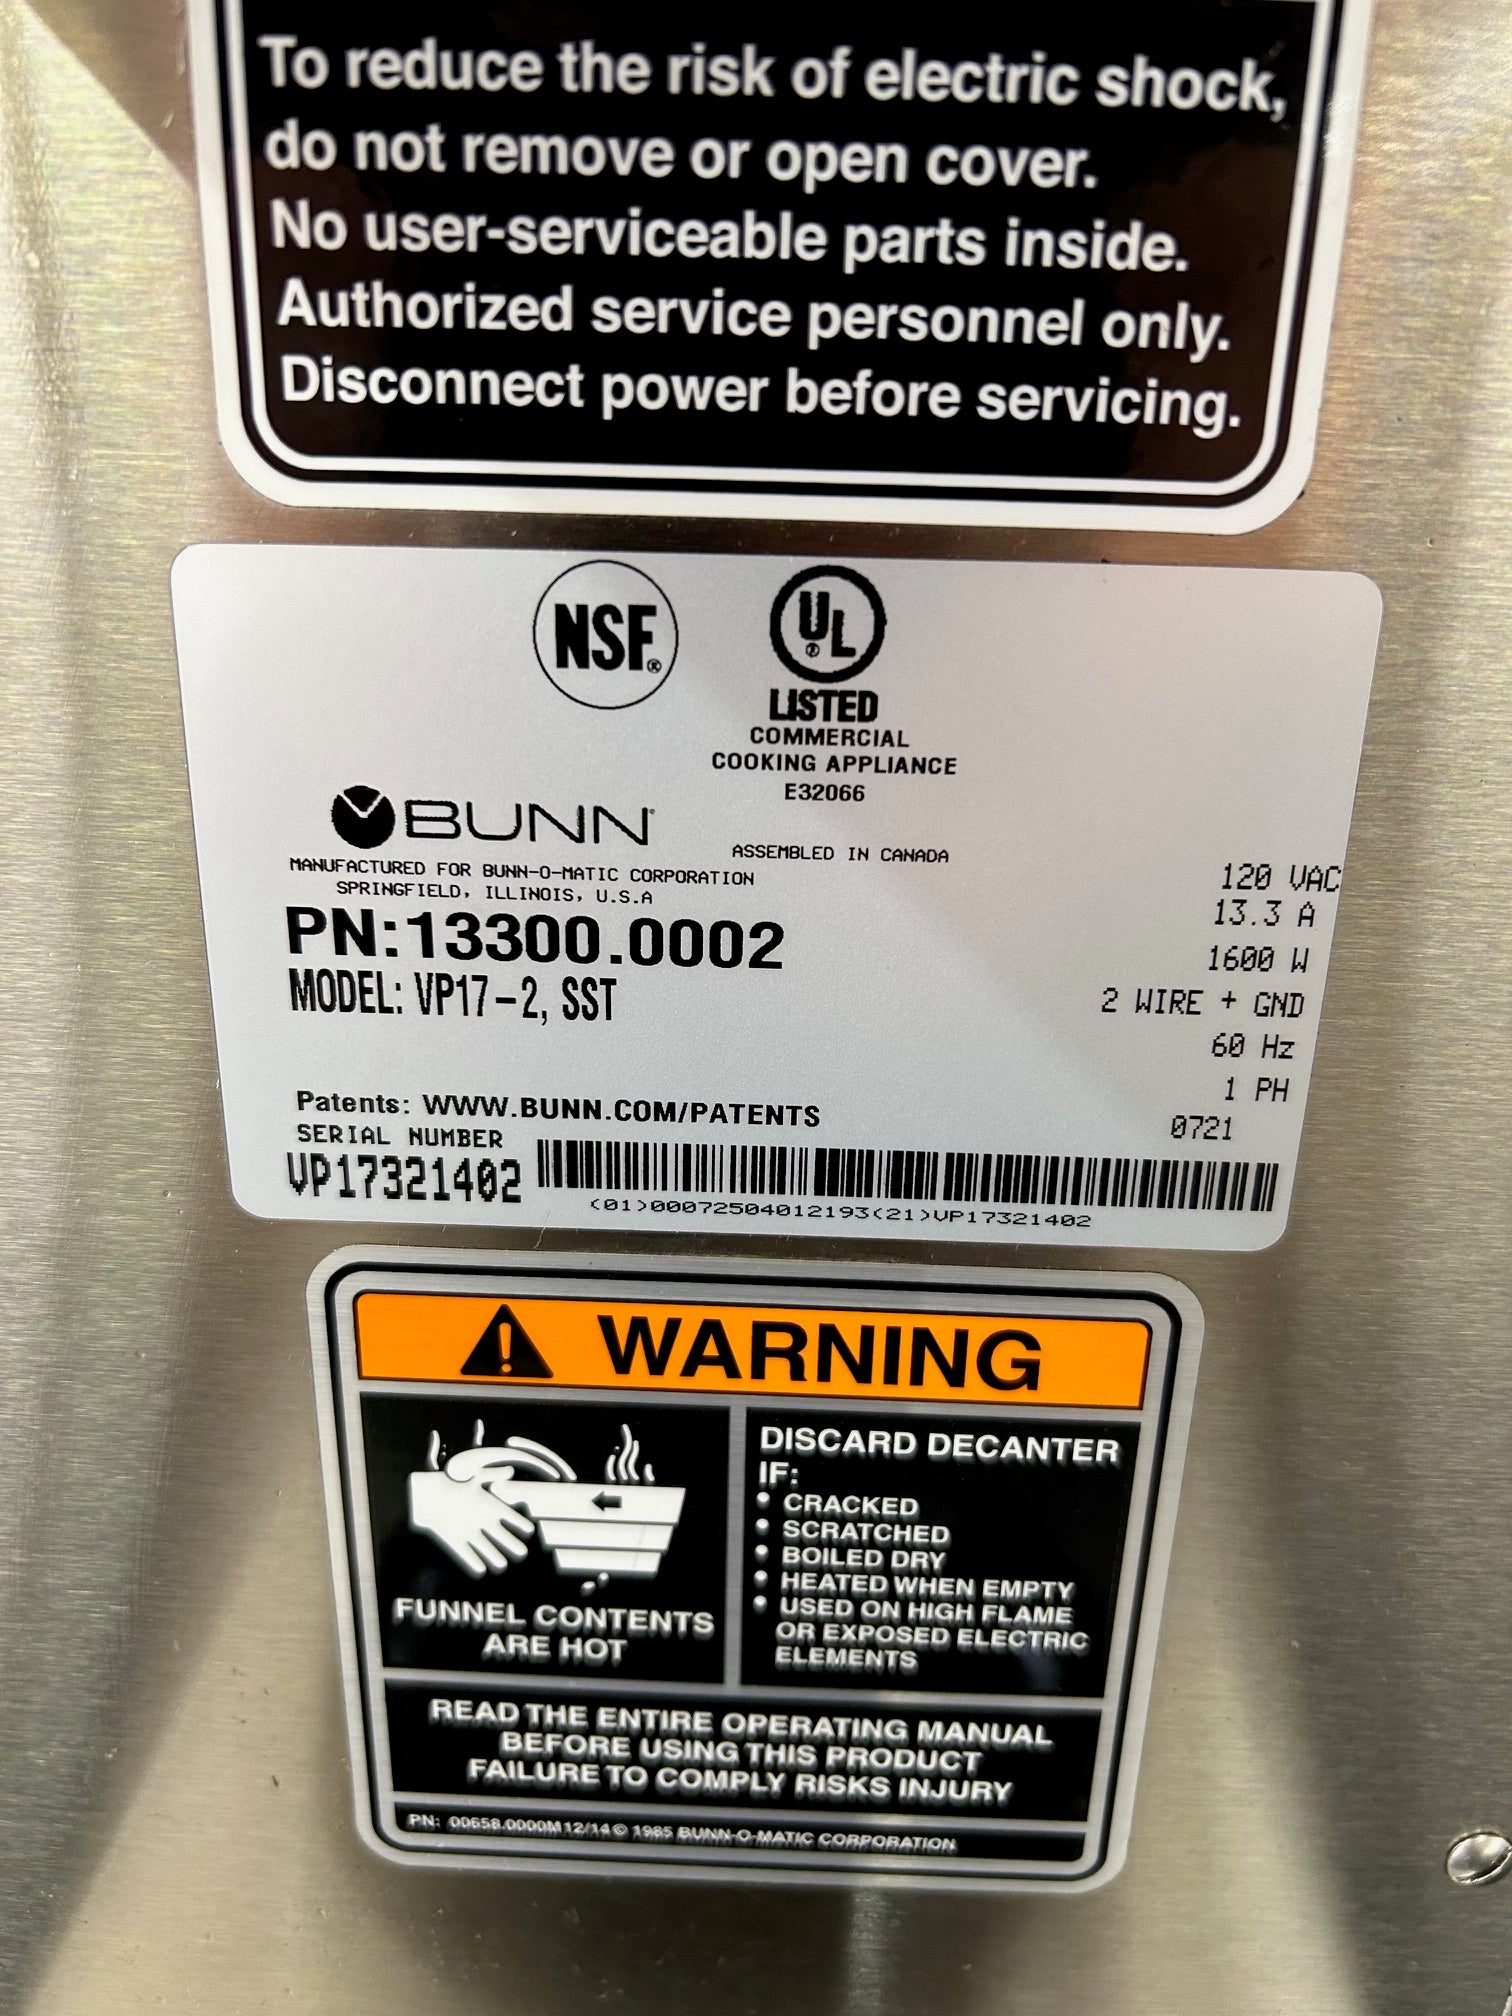 To reduce the risk of electric shock,
do not remove or open cover.
No user-serviceable parts inside.
Authorized service personnel only.
Disconnect power before servicing.
NSF®
UL®
LISTED
COMMERCIAL
COOKING APPLIANCE
E32066
BUNN®
ASSEMBLED IN CANADA
MANUFACTURED FOR BUNN-O-MATIC CORPORATION
SPRINGFIELD, ILLINOIS, U.S.A
PN:13300.0002
MODEL: VP17-2, SST
120 VAC
13.3 A
1600 W
2 WIRE + GND
60 Hz
1 PH
0721
Patents: WWW.BUNN.COM/PATENTS
SERIAL NUMBER
VP17321402
(01)00072504012193(21)VP17321402
WARNING
FUNNEL CONTENTS
ARE HOT
DISCARD DECANTER
IF:
• CRACKED
• SCRATCHED
• BOILED DRY
• HEATED WHEN EMPTY
• USED ON HIGH FLAME
OR EXPOSED ELECTRIC
ELEMENTS
READ THE ENTIRE OPERATING MANUAL
BEFORE USING THIS PRODUCT
FAILURE TO COMPLY RISKS INJURY
PN: 00658.0000M 12/14 © 1985 BUNN-O-MATIC CORPORATION